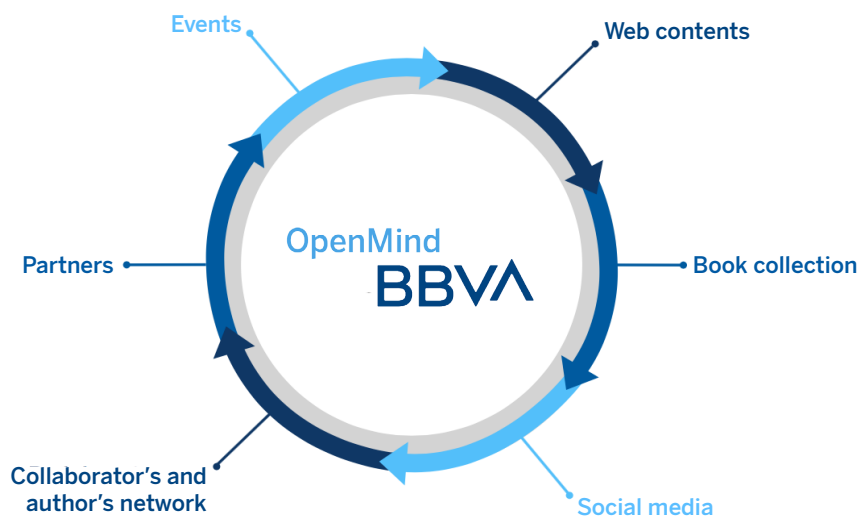 Events
Web contents
OpenMind
BBVA
Partners
Book collection
Collaborator's and
author's network
Social media